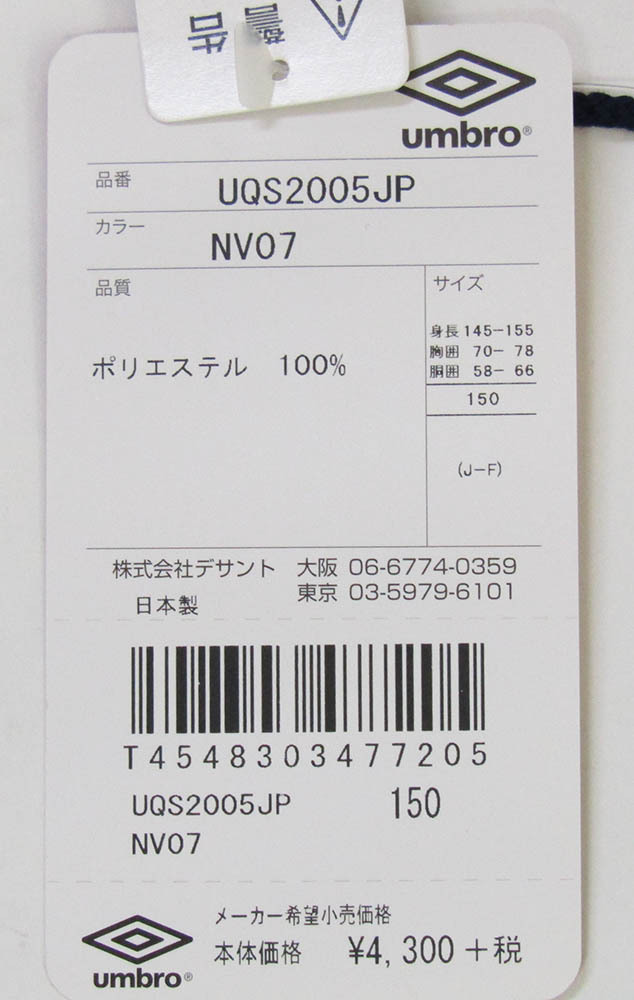 警告
umbro®
品番 UQS2005JP
カラー NV07
品質
ポリエステル 100%
サイズ
身長 145-155
胸囲 70- 78
胴囲 58- 66
150
(J-F)
株式会社デサント 大阪 06-6774-0359
日本製 東京 03-5979-6101
T4548303477205
UQS2005JP 150
NV07
メーカー希望小売価格
本体価格 ¥4,300+税
umbro®